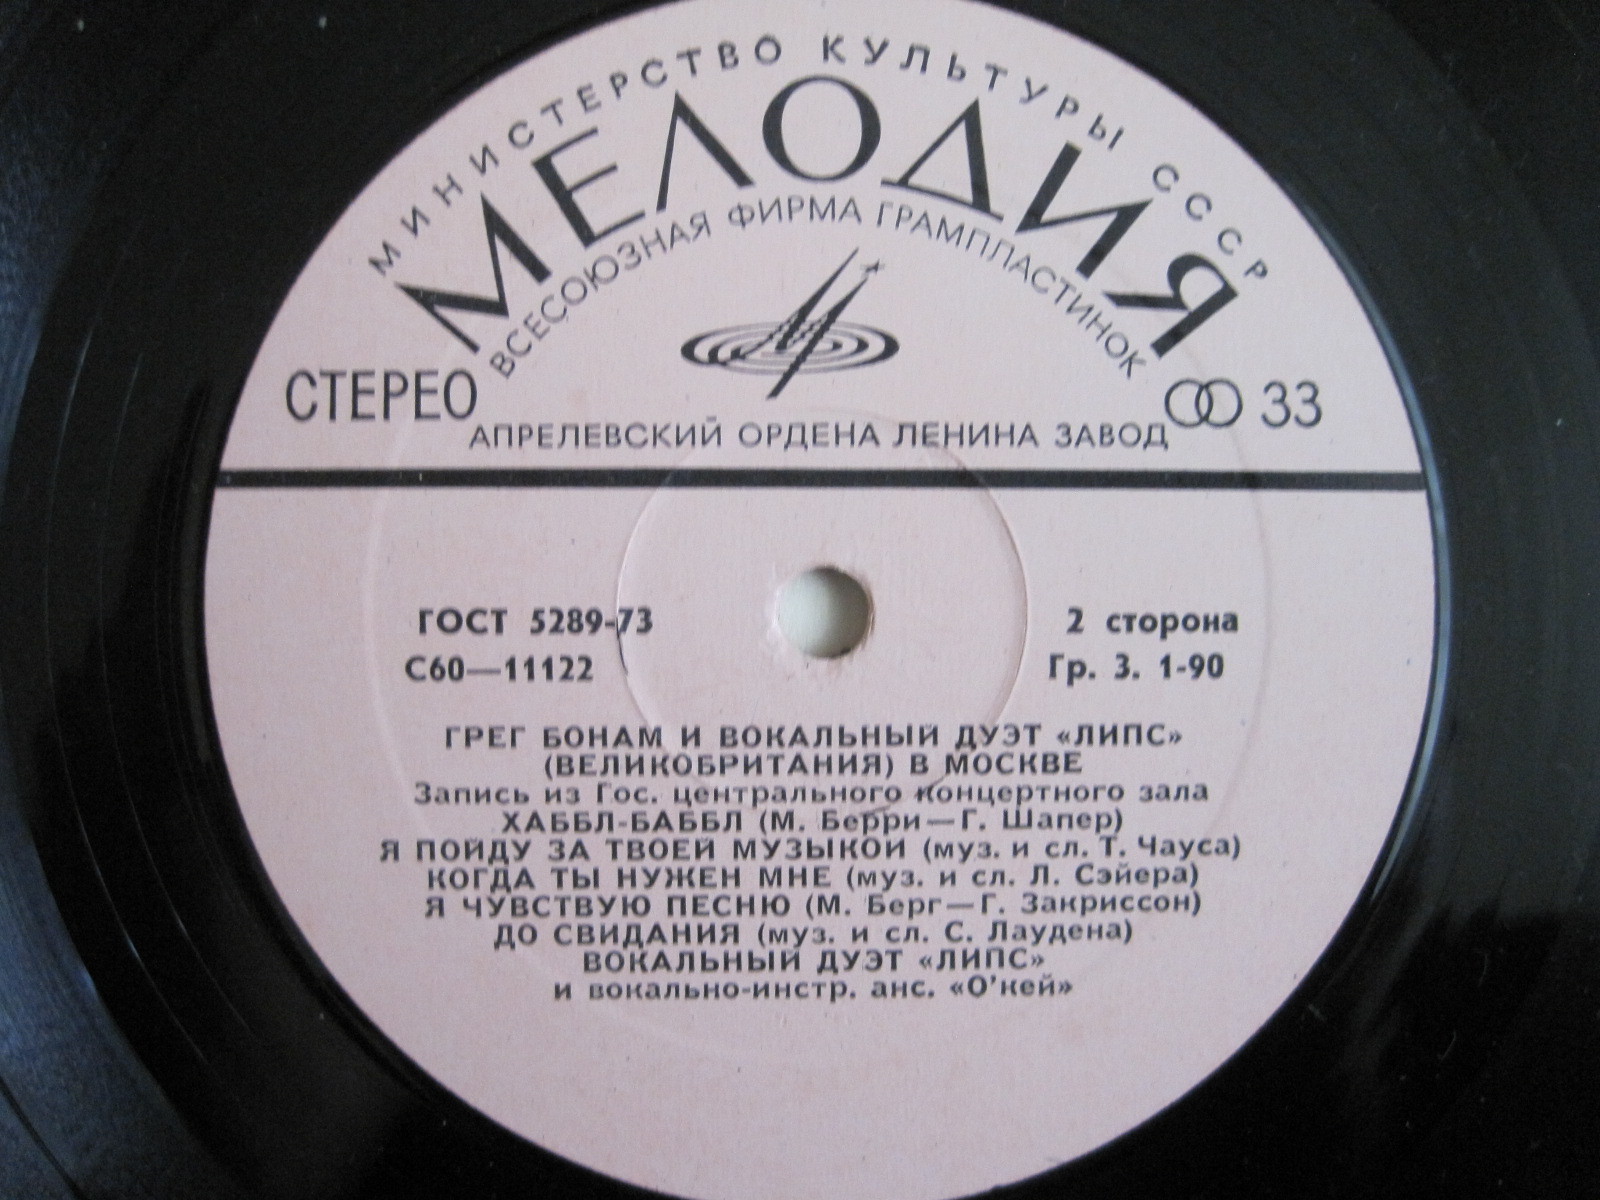 МИНИСТЕРСТВО КУЛЬТУРЫ СССР
МЕЛОДИЯ
ВСЕСОЮЗНАЯ ФИРМА ГРАМПЛАСТИНОК
СТЕРЕО
33
АПРЕЛЕВСКИЙ ОРДЕНА ЛЕНИНА ЗАВОД
ГОСТ 5289-73
2 сторона
С60—11122
Гр. 3. 1-90
ГРЕГ БОНАМ И ВОКАЛЬНЫЙ ДУЭТ «ЛИПС»
(ВЕЛИКОБРИТАНИЯ) В МОСКВЕ
Запись из Гос. центрального концертного зала
ХАББЛ-БАББЛ (М. Берри—Г. Шапер)
Я ПОЙДУ ЗА ТВОЕЙ МУЗЫКОЙ (муз. и сл. Т. Чауса)
КОГДА ТЫ НУЖЕН МНЕ (муз. и сл. Л. Сэйера)
Я ЧУВСТВУЮ ПЕСНЮ (М. Берг—Г. Закриссон)
ДО СВИДАНИЯ (муз. и сл. С. Лаудена)
ВОКАЛЬНЫЙ ДУЭТ «ЛИПС»
и вокально-инстр. анс. «О'кей»